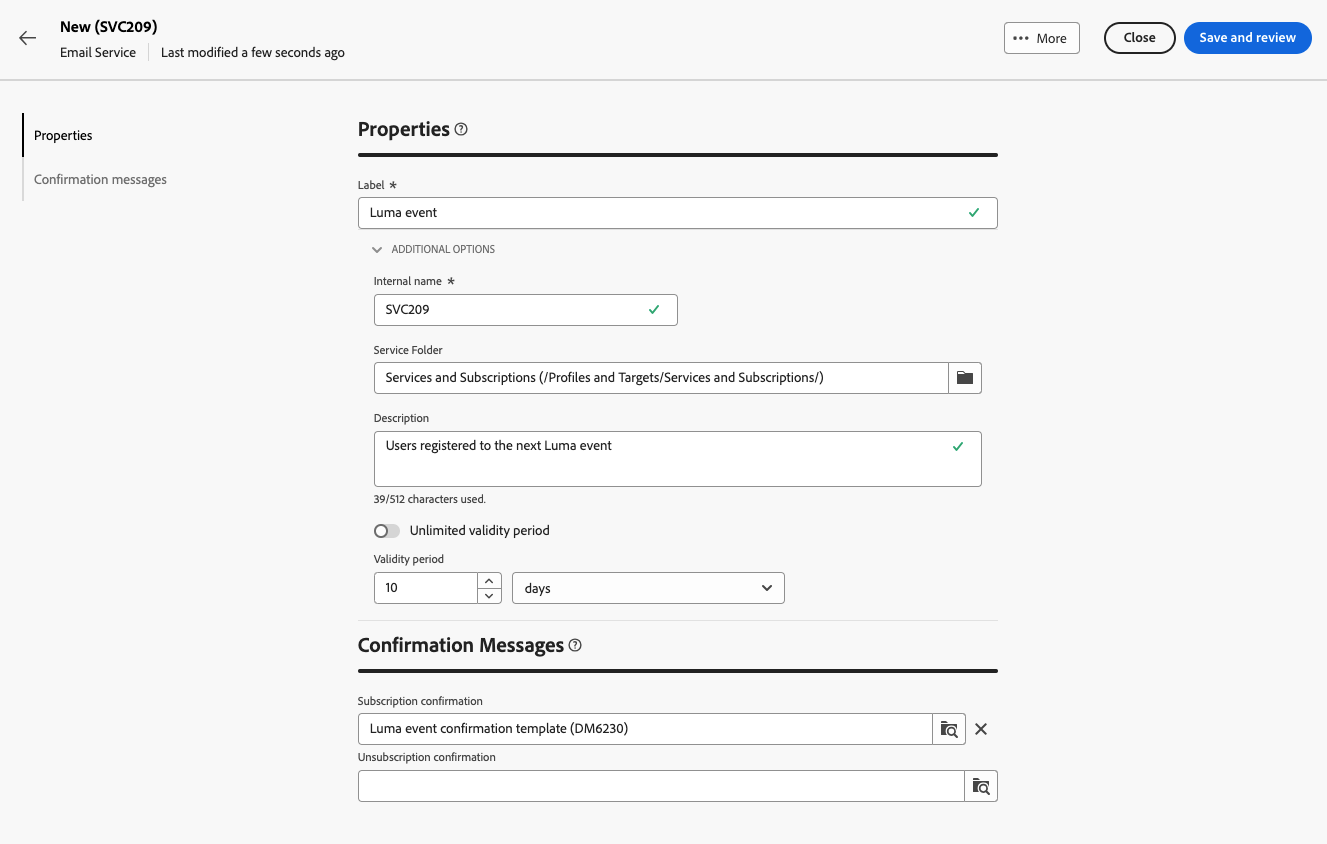 New (SVC209)
Email Service
Last modified a few seconds ago
More
Close
Save and review
Properties
Confirmation messages
Properties
Label *
Luma event
ADDITIONAL OPTIONS
Internal name *
SVC209
Service Folder
Services and Subscriptions (/Profiles and Targets/Services and Subscriptions/)
Description
Users registered to the next Luma event
39/512 characters used.
Unlimited validity period
Validity period
10
days
Confirmation Messages
Subscription confirmation
Luma event confirmation template (DM6230)
Unsubscription confirmation